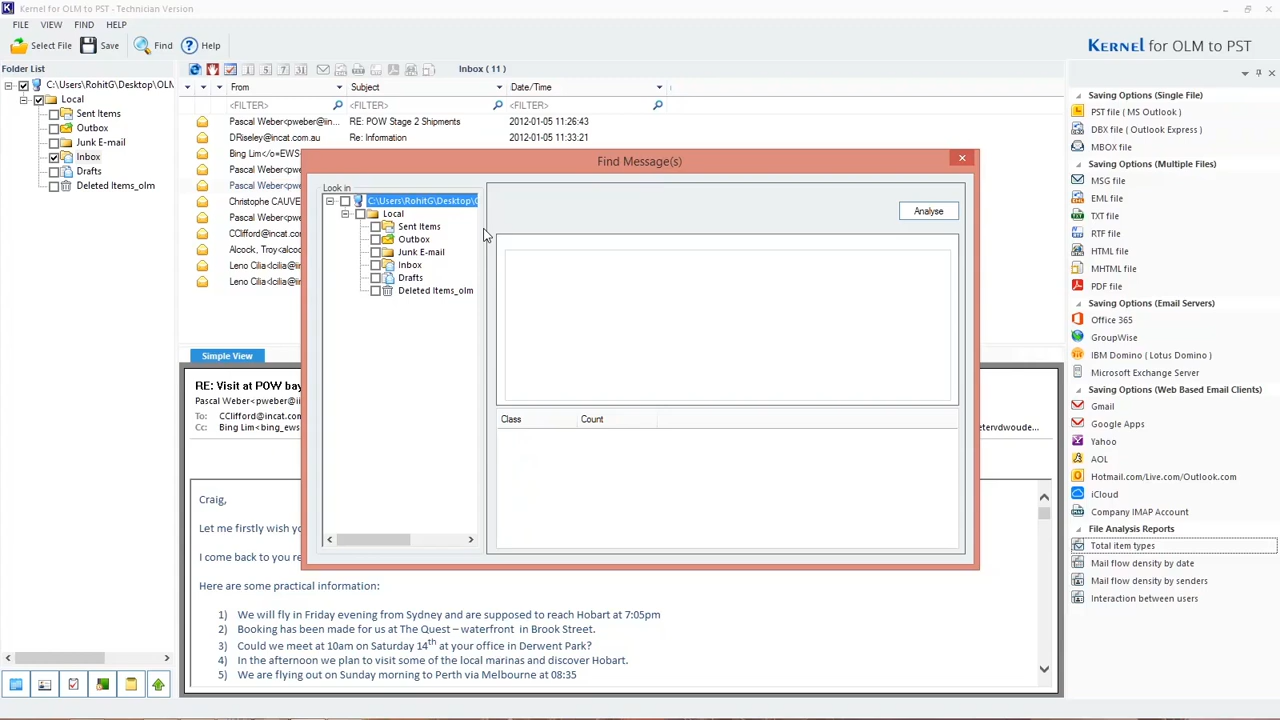 Kernel for OLM to PST - Technician Version
FILE VIEW FIND HELP
Select File Save Find Help
KERNEL for OLM to PST
Folder List
C:\Users\RohitG\Desktop\OLM
Local
Sent Items
Outbox
Junk E-mail
Inbox
Drafts
Deleted Items_olm
1 5 7 31
Inbox ( 11 )
From Subject Date/Time
<FILTER> <FILTER> <FILTER>
Pascal Weber<pweber@in... RE: POW Stage 2 Shipments 2012-01-05 11:26:43
DRiseley@incat.com.au Re: Infomation 2012-01-05 11:33:21
Bing Lim</o=EWS
Pascal Weber<pwebe
Pascal Weber<pwebe
Christophe CAUVE
Pascal Weber<pwebe
CClifford@incat.co
Alcock, Troy<alcoc
Leno Cilia<cilia@i
Leno Cilia<cilia@i
Find Message(s)
Look in
C:\Users\RohitG\Desktop\O
Local
Sent Items
Outbox
Junk E-mail
Inbox
Drafts
Deleted Items_olm
Analyse
Class Count
Simple View
RE: Visit at POW bay
Pascal Weber<pweber@i
To: CClifford@incat.com
Cc: Bing Lim<bing_ews
etervdwoude...
Craig,
Let me firstly wish yo
I come back to you re
Here are some practical information:
1) We will fly in Friday evening from Sydney and are supposed to reach Hobart at 7:05pm
2) Booking has been made for us at The Quest – waterfront in Brook Street.
3) Could we meet at 10am on Saturday 14th at your office in Derwent Park?
4) In the afternoon we plan to visit some of the local marinas and discover Hobart.
5) We are flying out on Sunday morning to Perth via Melbourne at 08:35
Saving Options (Single File)
PST file ( MS Outlook )
DBX file ( Outlook Express )
MBOX file
Saving Options (Multiple Files)
MSG file
EML file
TXT file
RTF file
HTML file
MHTML file
PDF file
Saving Options (Email Servers)
Office 365
GroupWise
IBM Domino ( Lotus Domino )
Microsoft Exchange Server
Saving Options (Web Based Email Clients)
Gmail
Google Apps
Yahoo
AOL
Hotmail.com/Live.com/Outlook.com
iCloud
Company IMAP Account
File Analysis Reports
Total item types
Mail flow density by date
Mail flow density by senders
Interaction between users